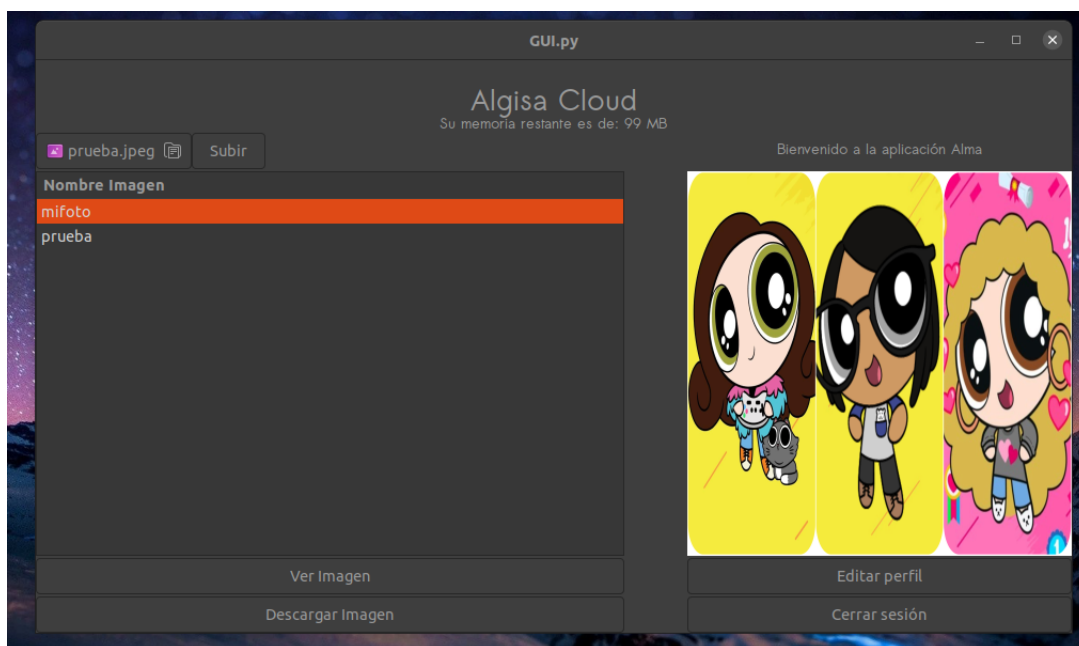 GUI.py
Algisa Cloud
Su memoria restante es de: 99 MB
prueba.jpeg
Subir
Bienvenido a la aplicación Alma
Nombre Imagen
mifoto
prueba
Ver Imagen
Editar perfil
Descargar Imagen
Cerrar sesión